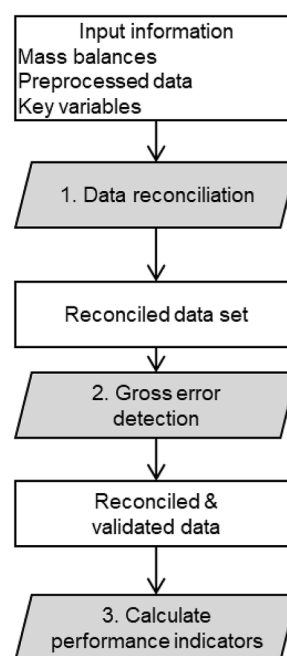 Input information
Mass balances
Preprocessed data
Key variables
1. Data reconciliation
Reconciled data set
2. Gross error
detection
Reconciled &
validated data
3. Calculate
performance indicators